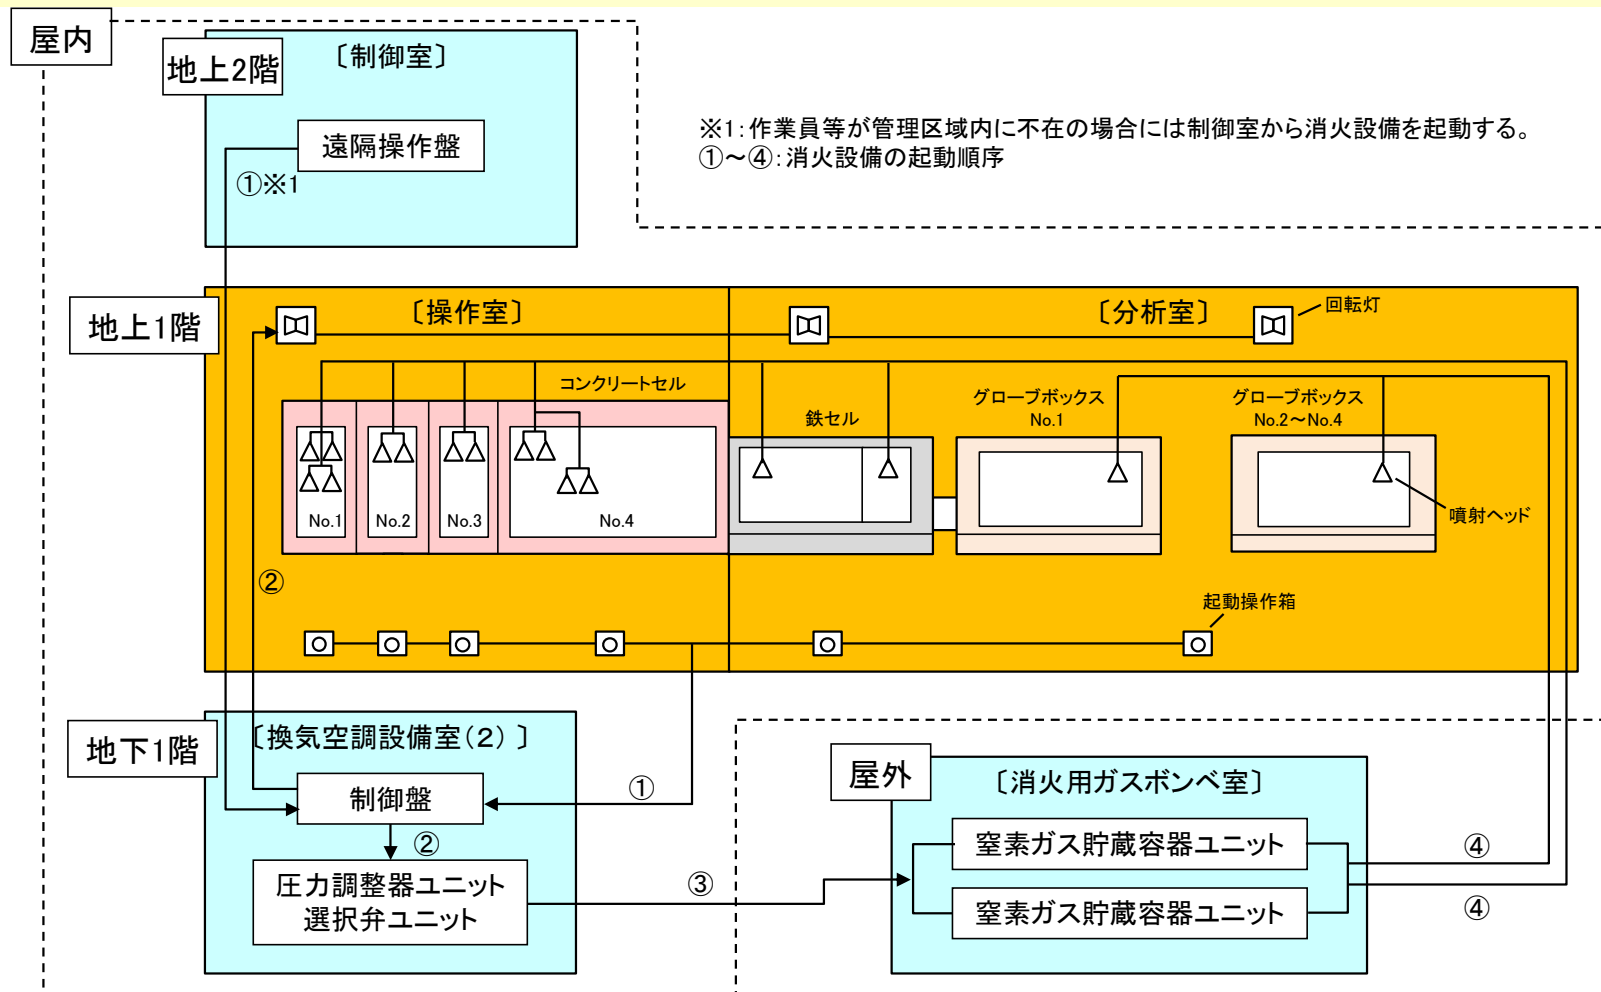 屋内
地上2階
〔制御室〕
遠隔操作盤
①※1
※1：作業員等が管理区域内に不在の場合には制御室から消火設備を起動する。
①～④：消火設備の起動順序
地上1階
〔操作室〕
〔分析室〕
回転灯
コンクリートセル
鉄セル
グローブボックス
No.1
グローブボックス
No.2～No.4
No.1
No.2
No.3
No.4
噴射ヘッド
②
起動操作箱
地下1階
〔換気空調設備室（２）〕
制御盤
①
②
圧力調整器ユニット
選択弁ユニット
③
屋外
〔消火用ガスボンベ室〕
窒素ガス貯蔵容器ユニット
窒素ガス貯蔵容器ユニット
④
④